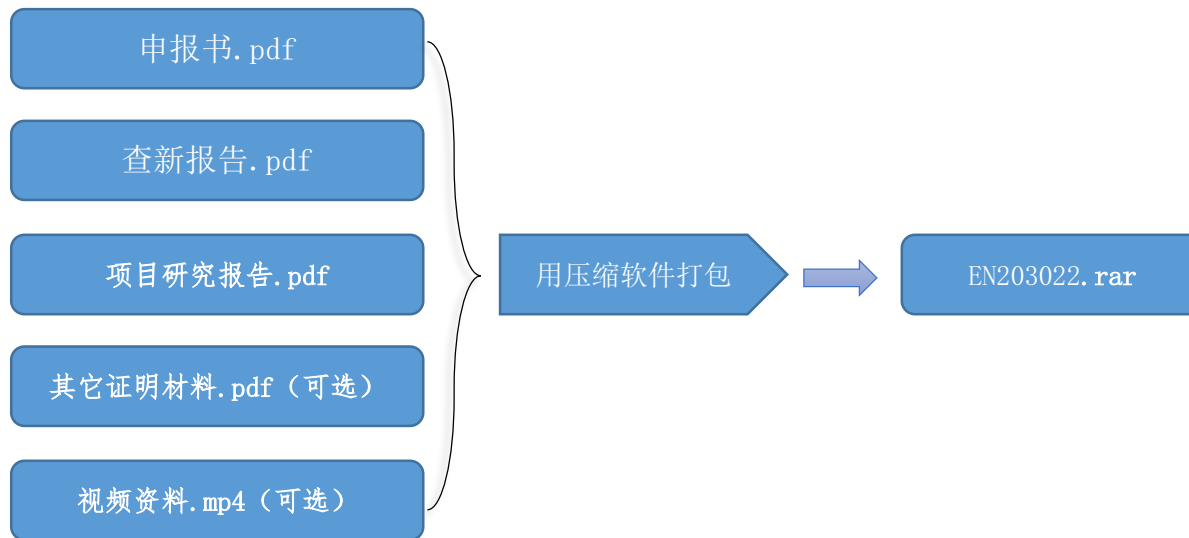 申报书.pdf
查新报告.pdf
项目研究报告.pdf
其它证明材料.pdf（可选）
视频资料.mp4（可选）
用压缩软件打包
EN203022.rar